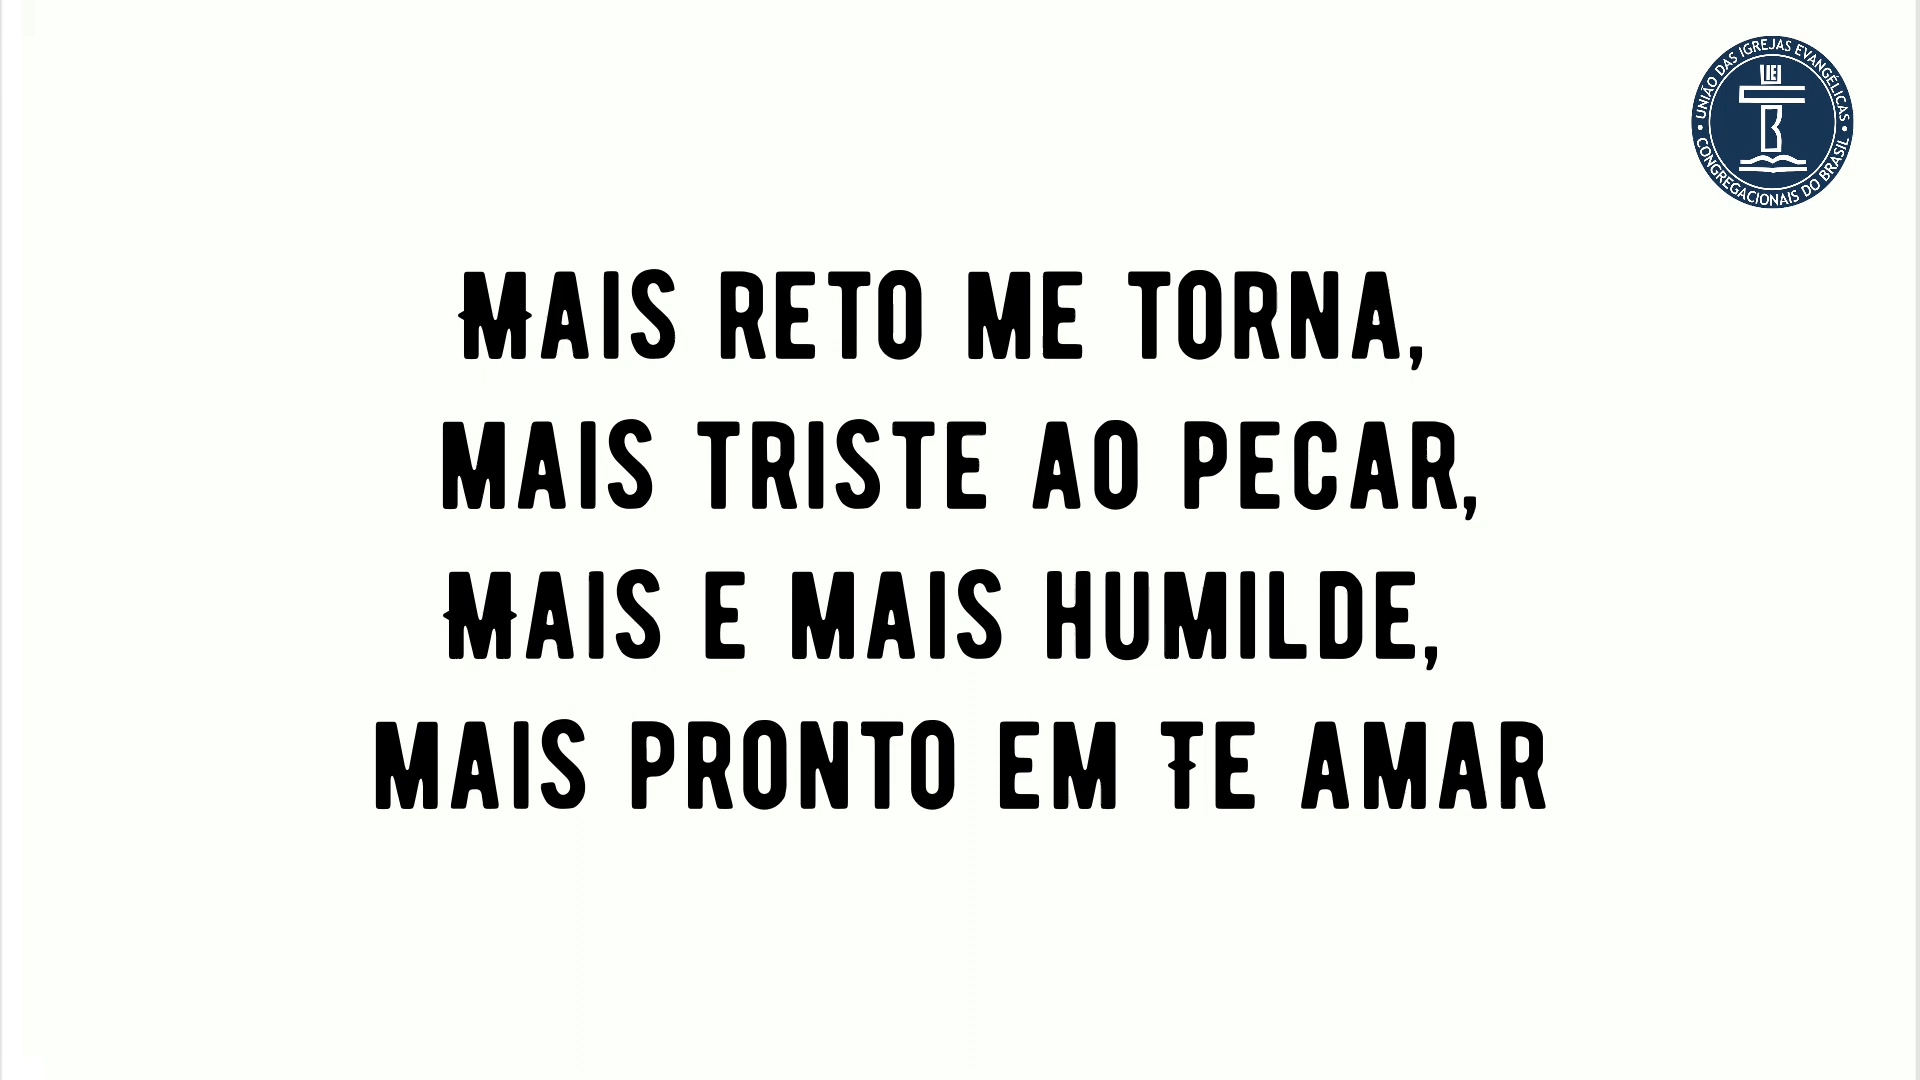 UNIÃO DAS IGREJAS EVANGÉLICAS
CONGREGACIONAIS DO BRASIL
MAIS RETO ME TORNA,
MAIS TRISTE AO PECAR,
MAIS E MAIS HUMILDE,
MAIS PRONTO EM TE AMAR